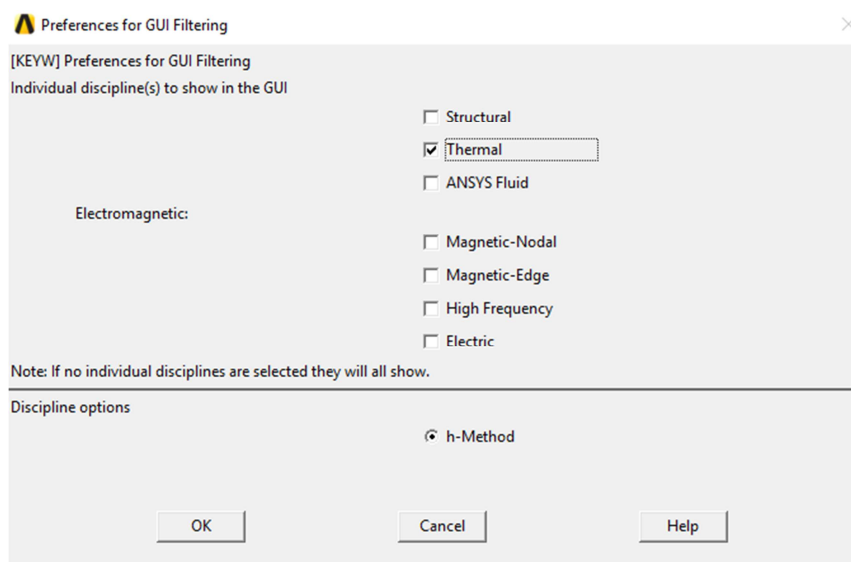 Preferences for GUI Filtering
[KEYW] Preferences for GUI Filtering
Individual discipline(s) to show in the GUI
Structural
Thermal
ANSYS Fluid
Electromagnetic:
Magnetic-Nodal
Magnetic-Edge
High Frequency
Electric
Note: If no individual disciplines are selected they will all show.
Discipline options
h-Method
OK Cancel Help